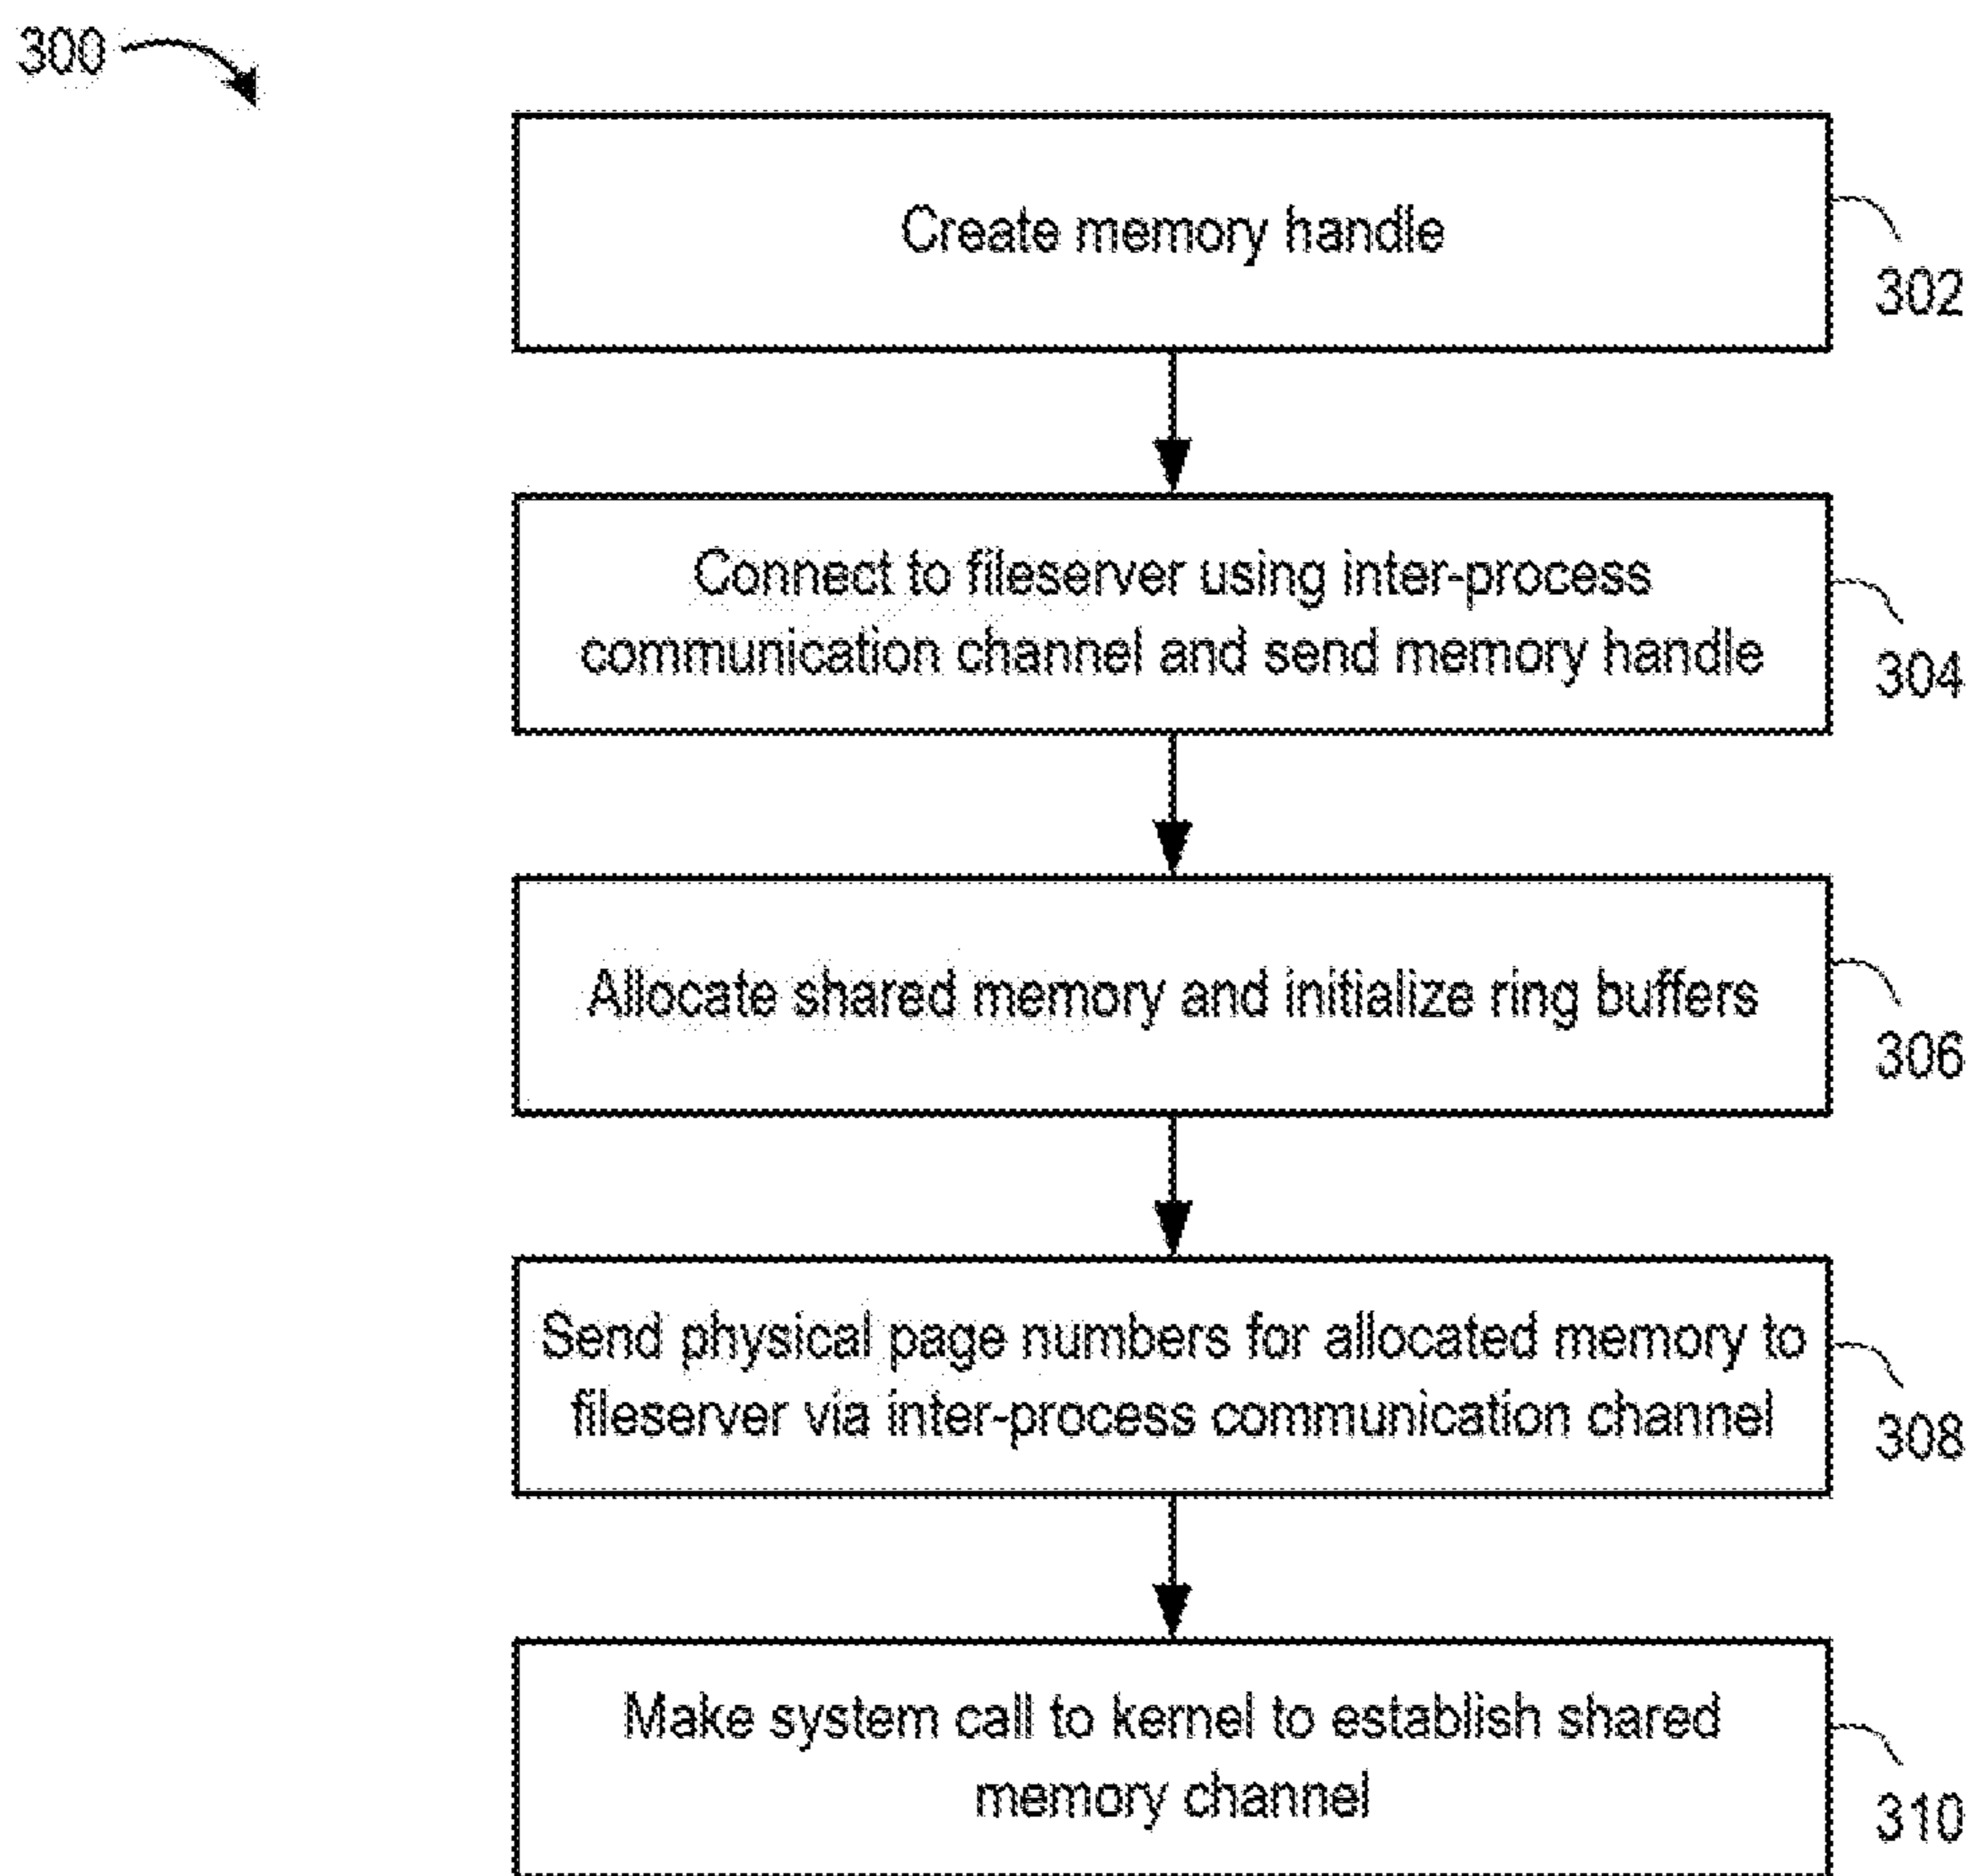 300
Create memory handle
302
Connect to fileserver using inter-process
communication channel and send memory handle
304
Allocate shared memory and initialize ring buffers
306
Send physical page numbers for allocated memory to
fileserver via inter-process communication channel
308
Make system call to kernel to establish shared
memory channel
310